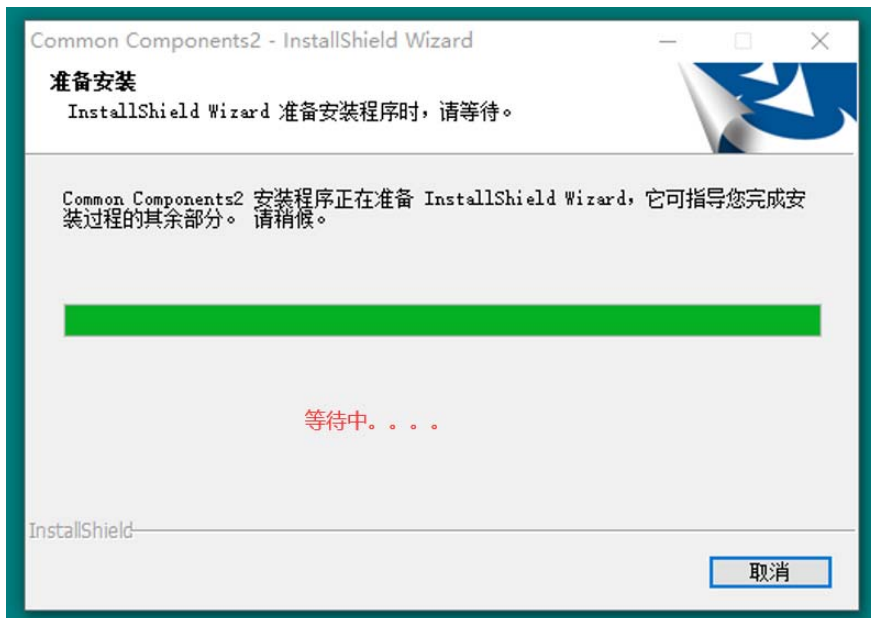 Common Components2 - InstallShield Wizard
准备安装
InstallShield Wizard 准备安装程序时，请等待。
Common Components2 安装程序正在准备 InstallShield Wizard，它可指导您完成安
装过程的其余部分。 请稍候。
等待中。。。。
InstallShield
取消